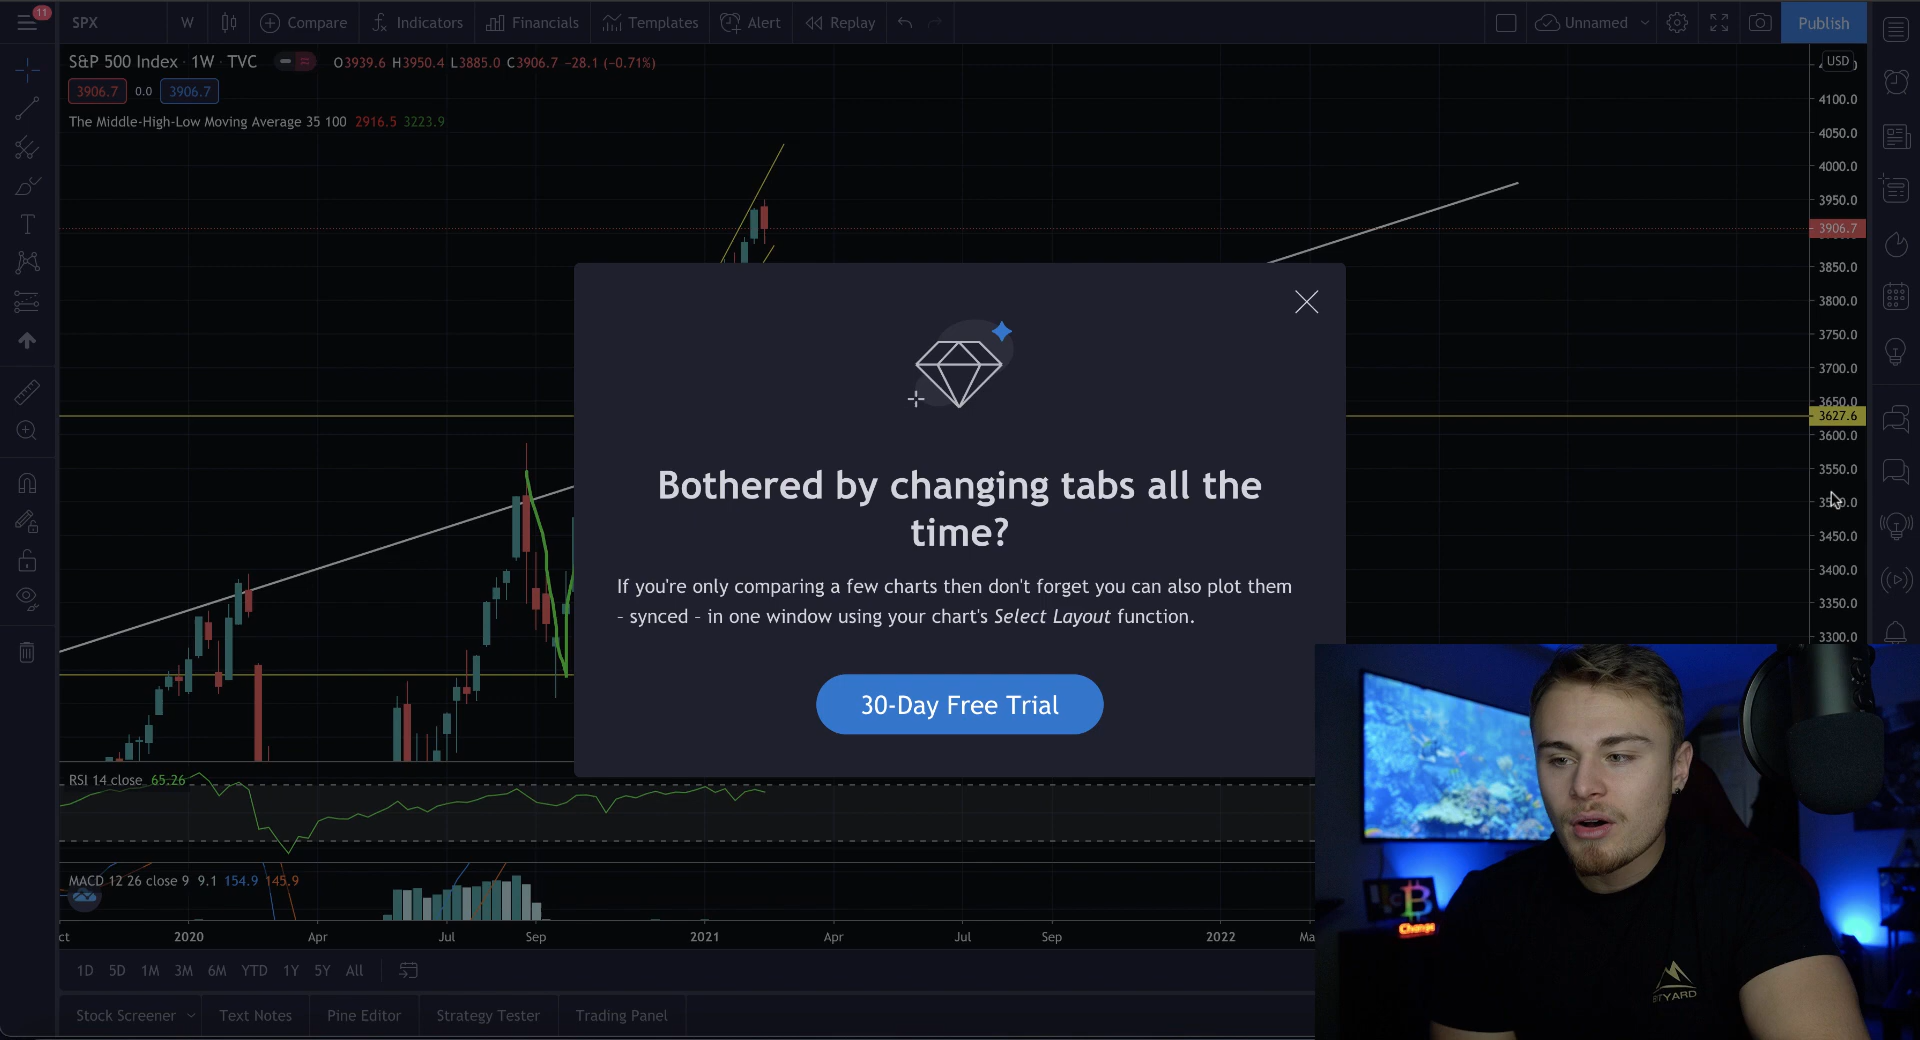 11
SPX W Compare Indicators Financials Templates Alert Replay Unnamed Publish
S&P 500 Index · 1W · TVC O3939.6 H3950.4 L3885.0 C3906.7 −28.1 (−0.71%)
USD
3906.7 0.0 3906.7
The Middle-High-Low Moving Average 35 100 2916.5 3223.9
4100.0
4050.0
4000.0
3950.0
3906.7
3850.0
3800.0
3750.0
3700.0
3650.0
3627.6
3600.0
3550.0
3450.0
3400.0
3350.0
3300.0
Bothered by changing tabs all the
time?
If you're only comparing a few charts then don't forget you can also plot them
- synced - in one window using your chart's Select Layout function.
30-Day Free Trial
RSI 14 close 65.26
MACD 12 26 close 9 9.1 154.9 145.9
2020 Apr Jul Sep 2021 Apr Jul Sep 2022
1D 5D 1M 3M 6M YTD 1Y 5Y All
Stock Screener Text Notes Pine Editor Strategy Tester Trading Panel
Change